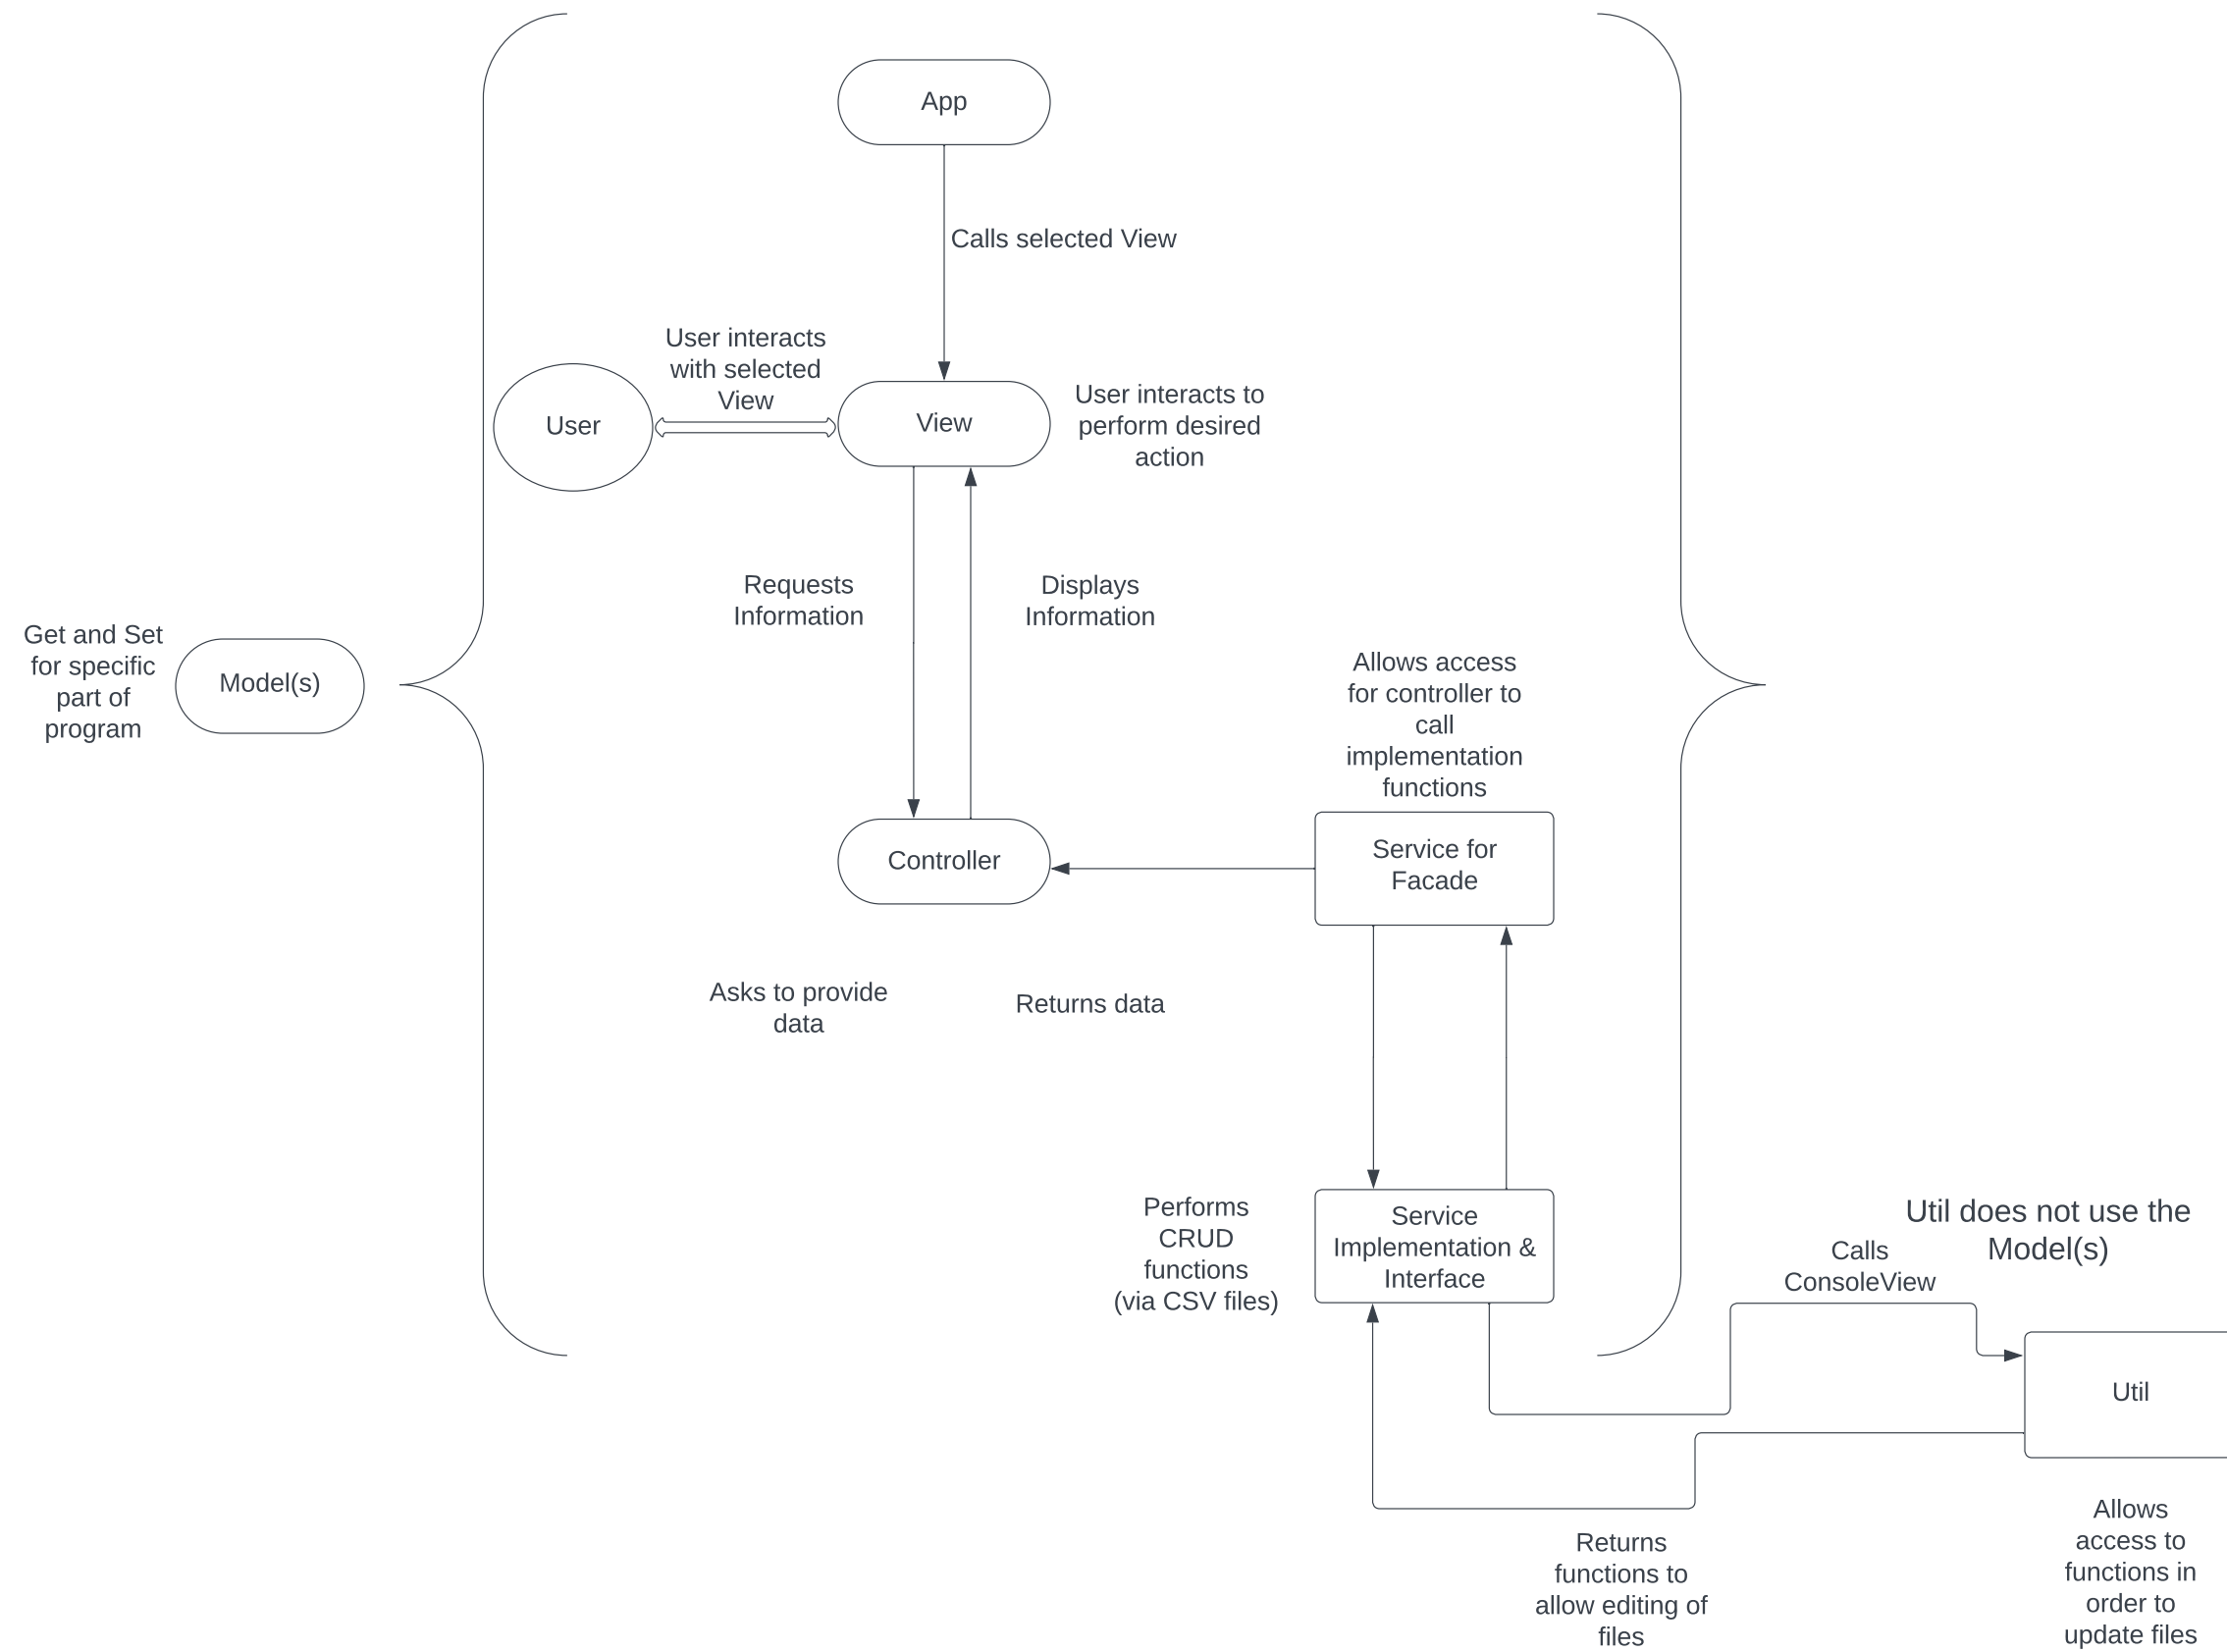 App
Calls selected View
User interacts
with selected
View
User
View
User interacts to
perform desired
action
Requests
Information
Displays
Information
Get and Set
for specific
part of
program
Model(s)
Allows access
for controller to
call
implementation
functions
Controller
Service for
Facade
Asks to provide
data
Returns data
Performs
CRUD
functions
(via CSV files)
Service
Implementation &
Interface
Util does not use the
Model(s)
Calls
ConsoleView
Util
Returns
functions to
allow editing of
files
Allows
access to
functions in
order to
update files